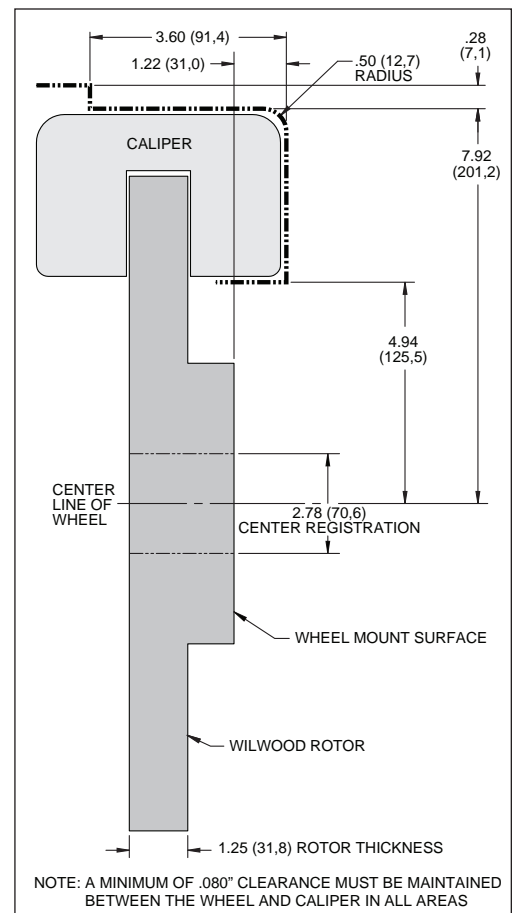 3.60 (91,4)
.28
(7,1)
1.22 (31,0)
.50 (12,7)
RADIUS
CALIPER
7.92
(201,2)
4.94
(125,5)
CENTER
LINE OF
WHEEL
2.78 (70,6)
CENTER REGISTRATION
WHEEL MOUNT SURFACE
WILWOOD ROTOR
1.25 (31,8) ROTOR THICKNESS
NOTE: A MINIMUM OF .080" CLEARANCE MUST BE MAINTAINED
BETWEEN THE WHEEL AND CALIPER IN ALL AREAS